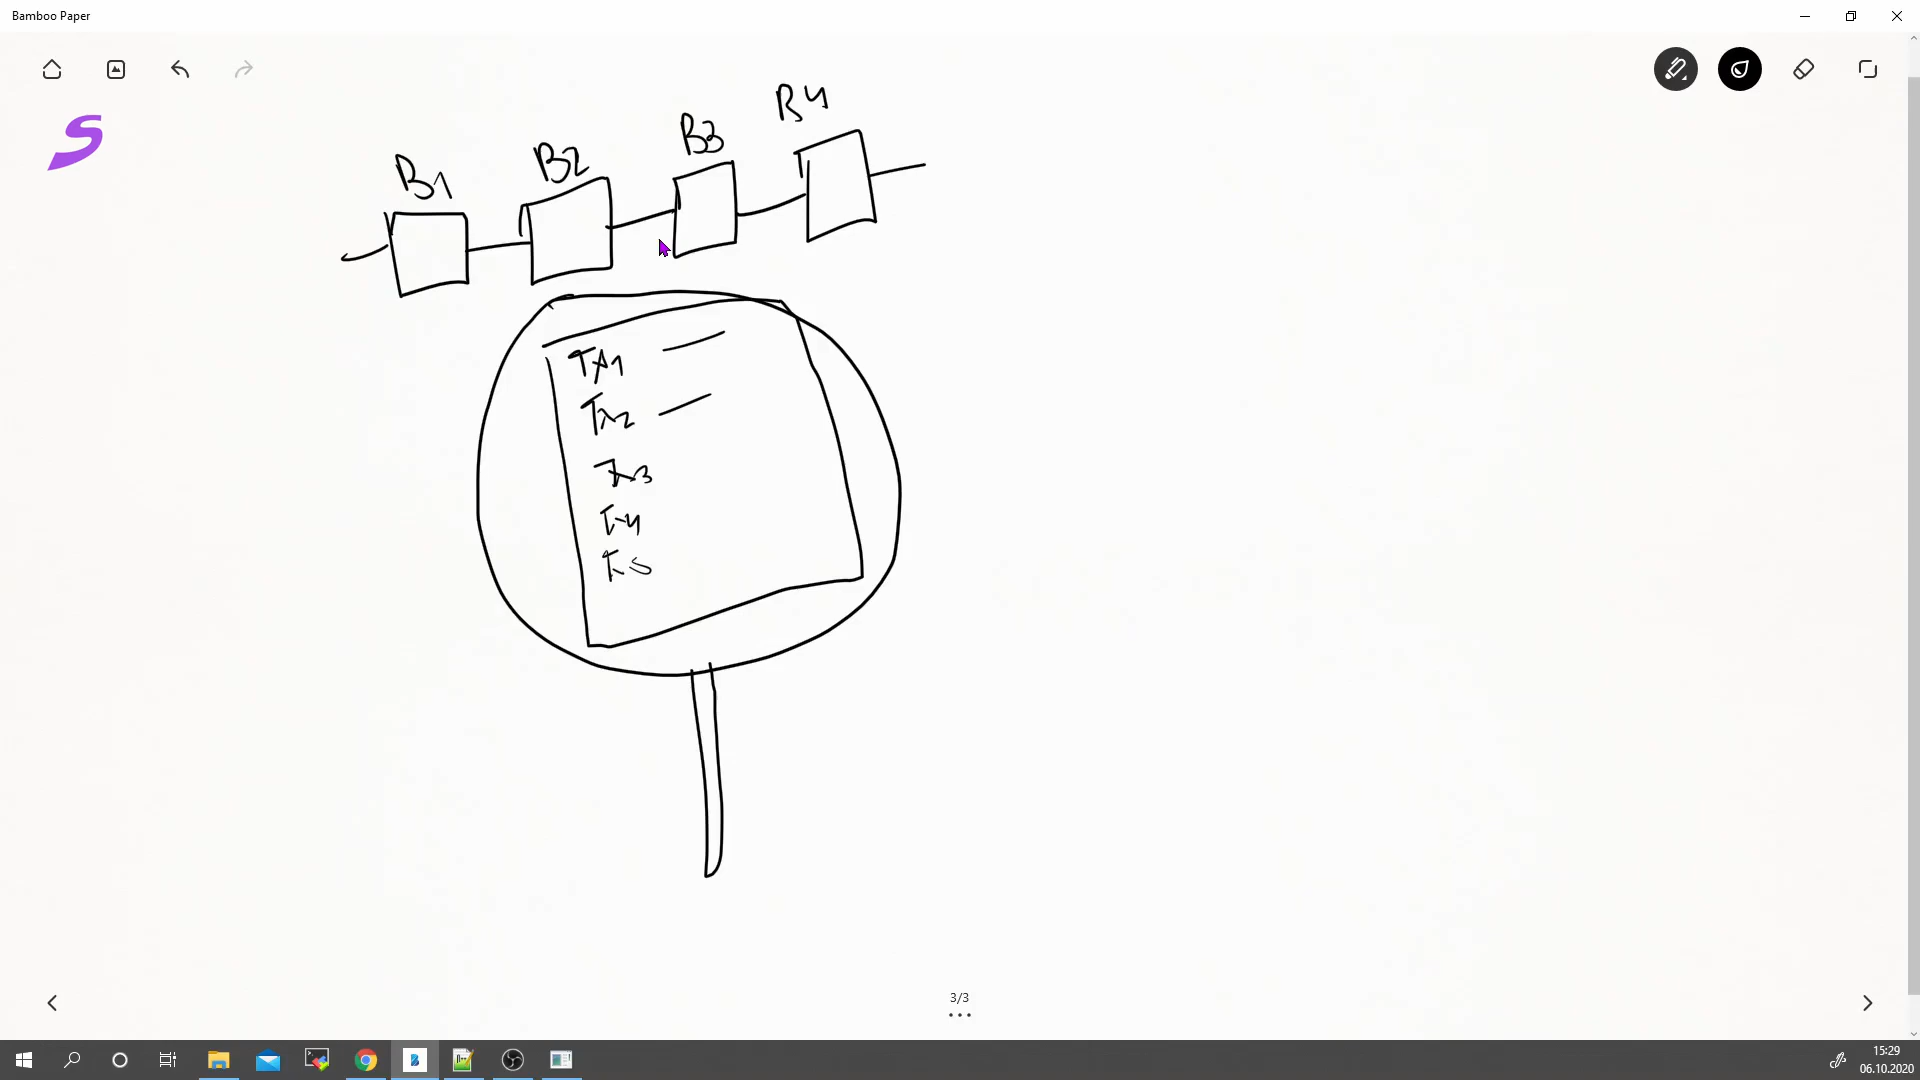 Bamboo Paper
B1 B2 B3 B4
TX1
TX2
TX3
TX4
TX5
3/3
15:29
06.10.2020